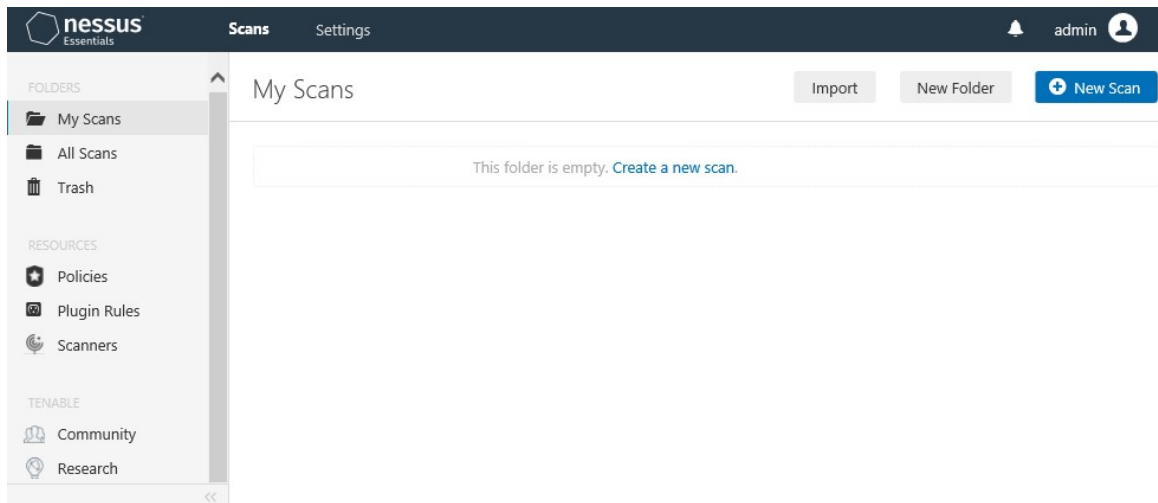 nessus
Essentials
Scans
Settings
admin
FOLDERS
My Scans
All Scans
Trash
RESOURCES
Policies
Plugin Rules
Scanners
TENABLE
Community
Research
My Scans
Import
New Folder
New Scan
This folder is empty. Create a new scan.